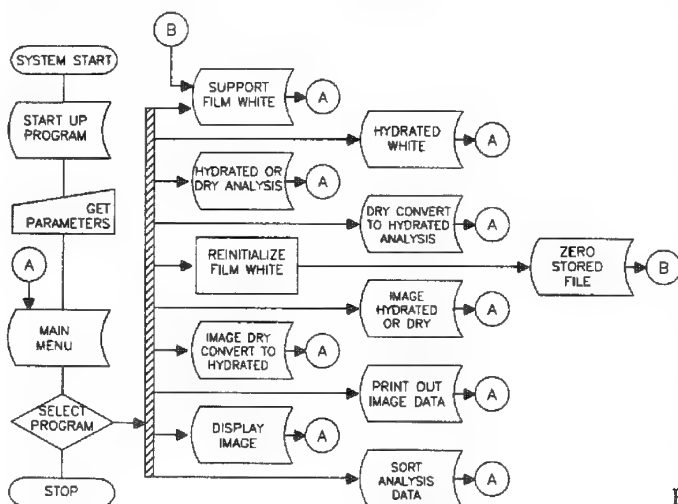 B
SYSTEM START
SUPPORT
FILM WHITE
A
START UP
PROGRAM
HYDRATED
WHITE
A
HYDRATED OR
DRY ANALYSIS
A
GET
PARAMETERS
DRY CONVERT
TO HYDRATED
ANALYSIS
A
A
REINITIALIZE
FILM WHITE
ZERO
STORED
FILE
B
MAIN
MENU
IMAGE
HYDRATED
OR DRY
A
IMAGE DRY
CONVERT TO
HYDRATED
A
SELECT
PROGRAM
PRINT OUT
IMAGE DATA
A
DISPLAY
IMAGE
A
STOP
SORT
ANALYSIS
DATA
A